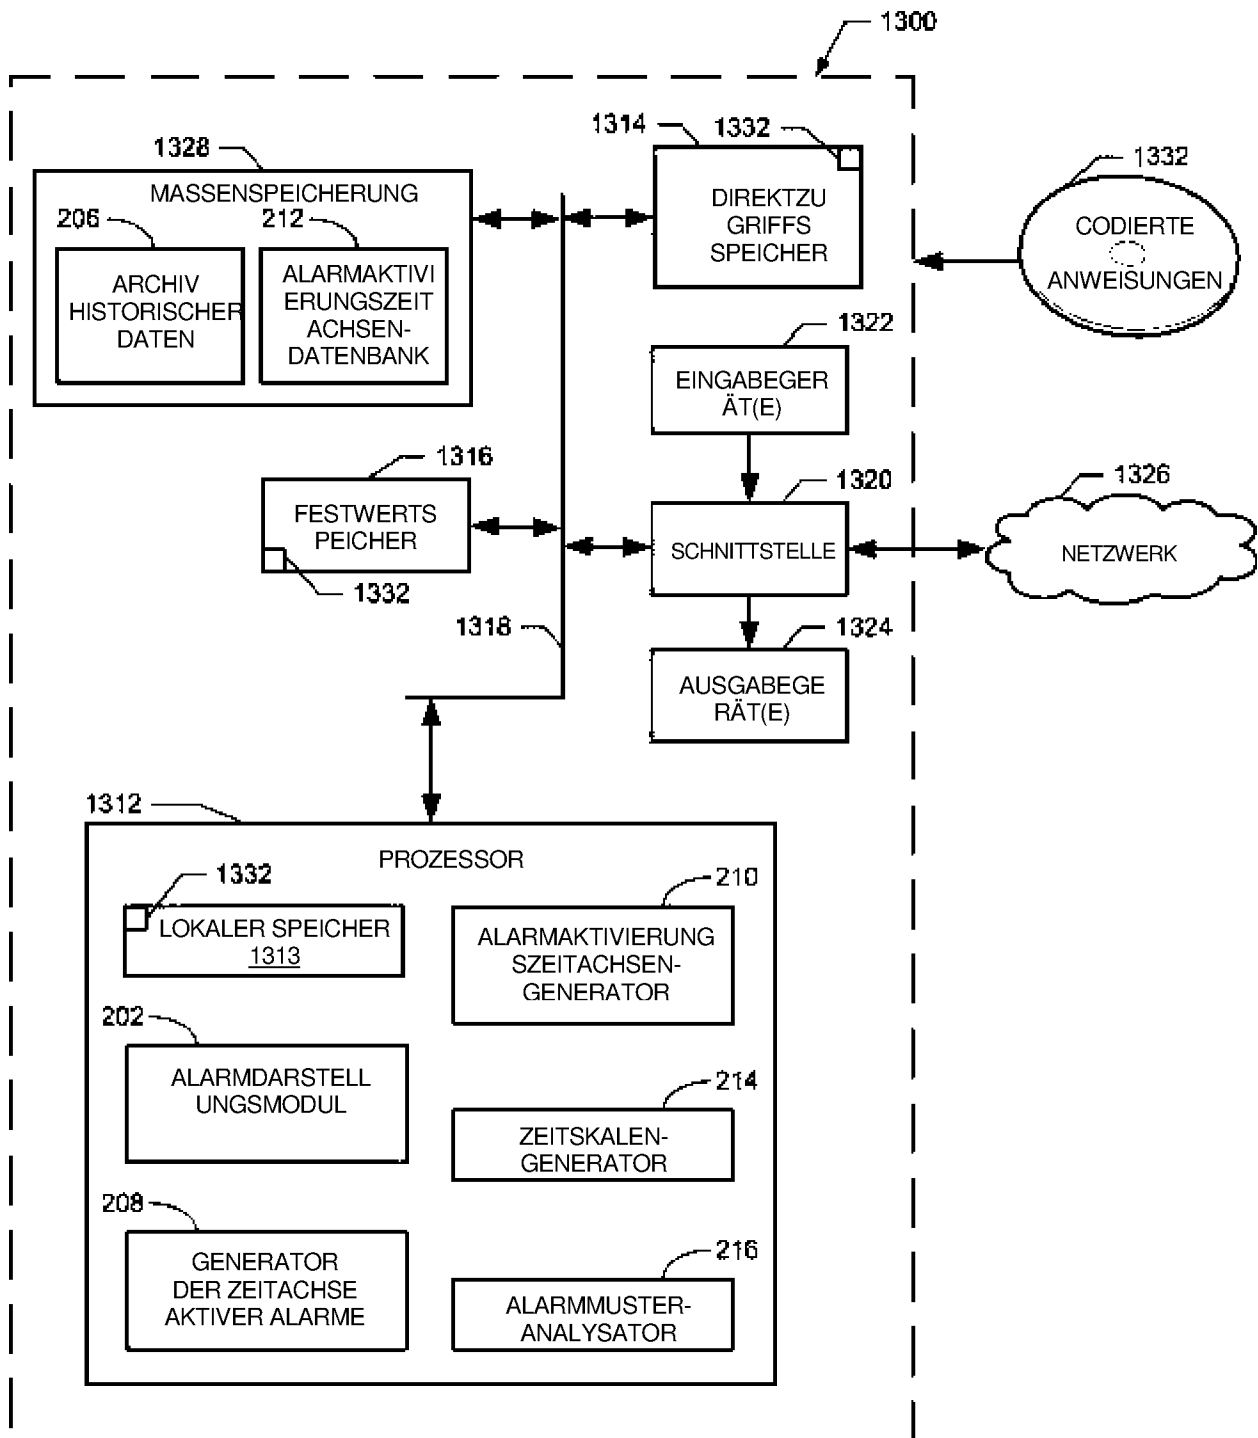 1300
1314
1332
1328
MASSENSPEICHERUNG
206
212
ARCHIV
HISTORISCHER
DATEN
ALARMAKTIVI
ERUNGSZEIT
ACHSEN-
DATENBANK
DIREKTZU
GRIFFS
SPEICHER
1332
CODIERTE
ANWEISUNGEN
1322
EINGABEGER
ÄT(E)
1316
FESTWERTS
PEICHER
1332
1320
SCHNITTSTELLE
1326
NETZWERK
1318
1324
AUSGABEGE
RÄT(E)
1312
PROZESSOR
1332
LOKALER SPEICHER
1313
210
ALARMAKTIVIERUNG
SZEITACHSEN-
GENERATOR
202
ALARMDARSTELL
UNGSMODUL
214
ZEITSKALEN-
GENERATOR
208
GENERATOR
DER ZEITACHSE
AKTIVER ALARME
216
ALARMMUSTER-
ANALYSATOR